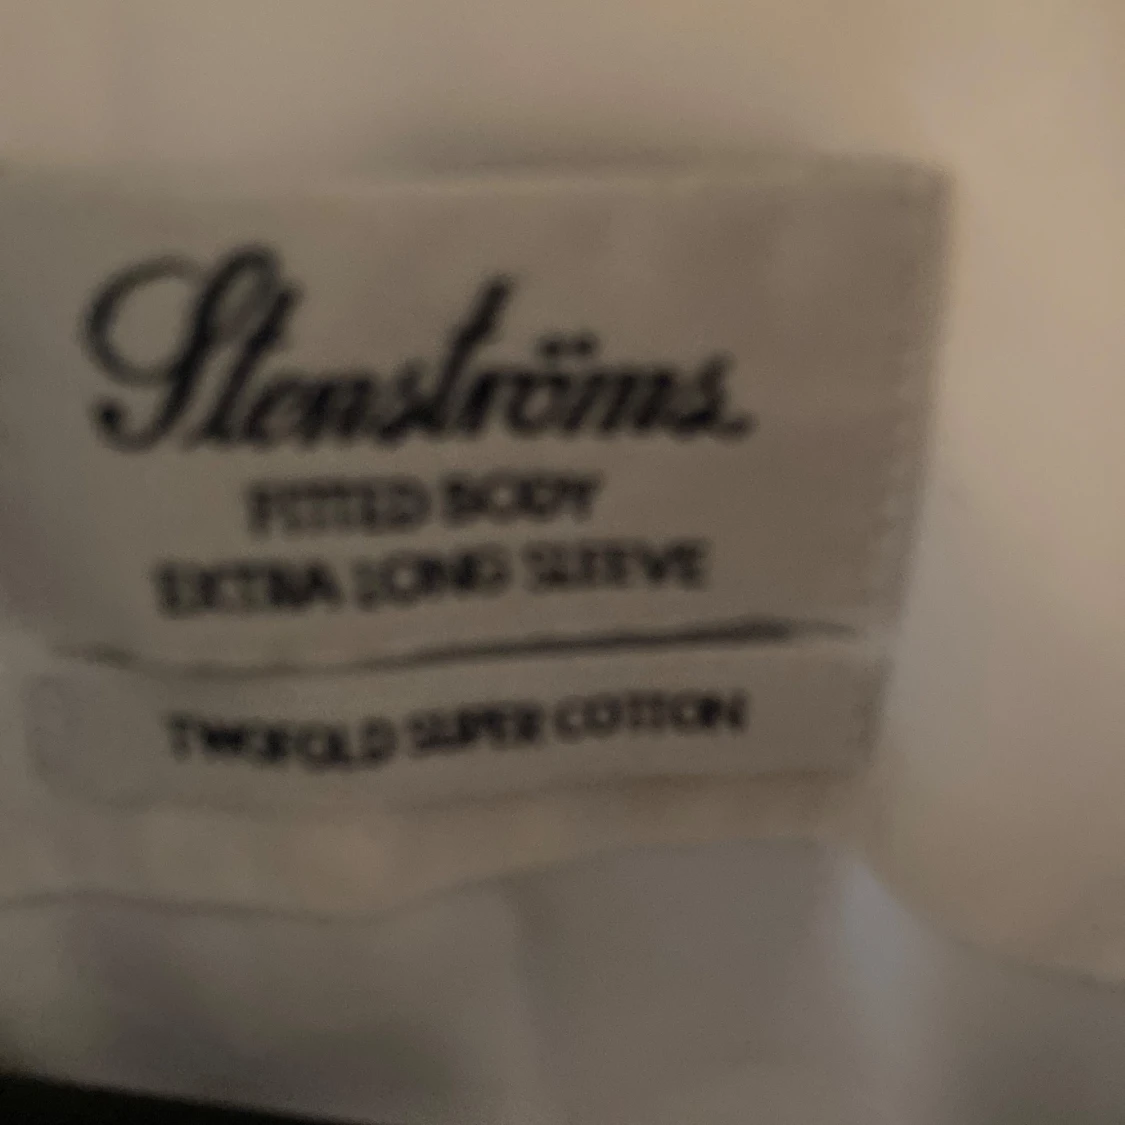 Stenströms
FITTED BODY
EXTRA LONG SLEEVE
TWOFOLD SUPER COTTON